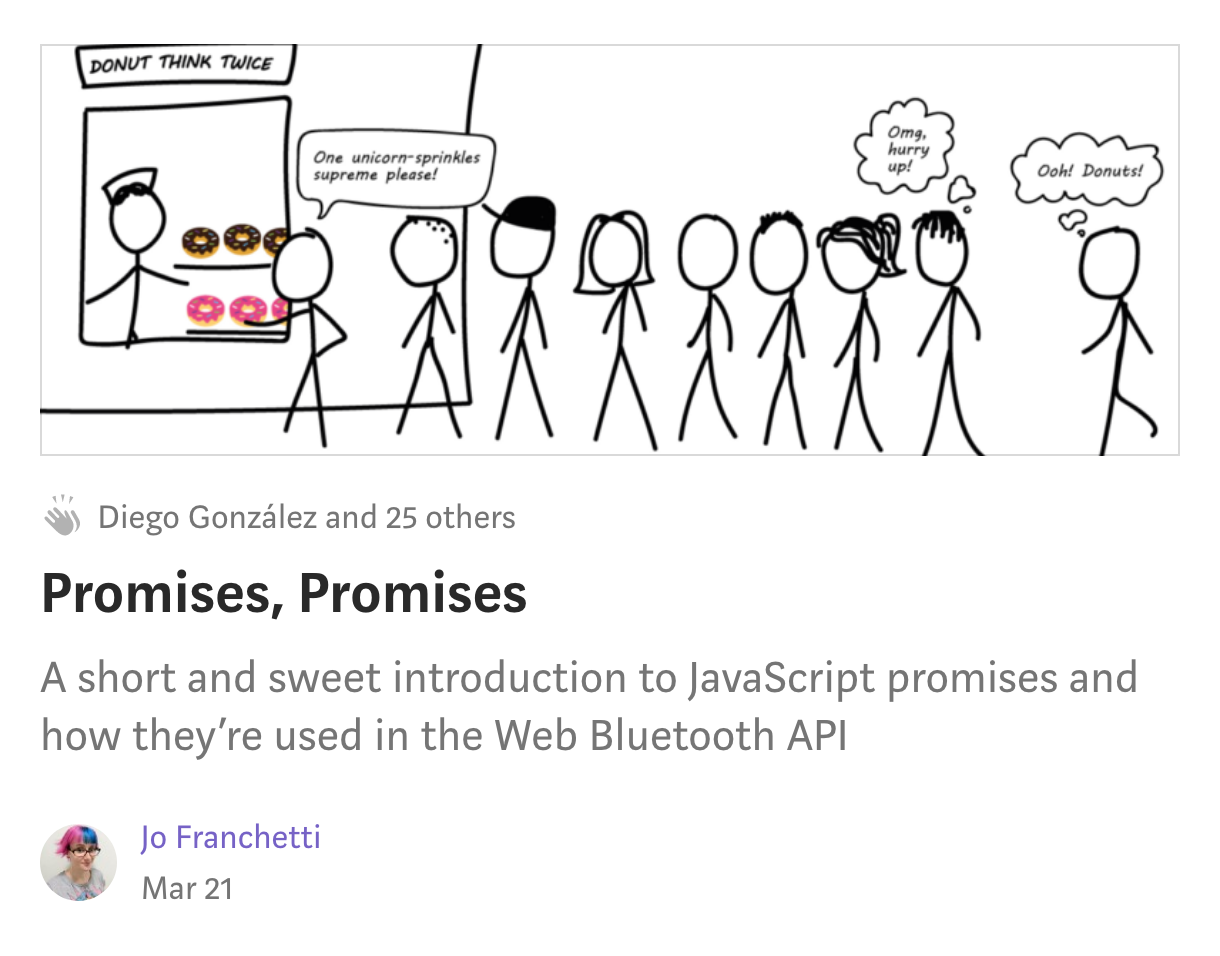 DONUT THINK TWICE
One unicorn-sprinkles
supreme please!
Omg,
hurry
up!
Ooh! Donuts!
Diego González and 25 others
Promises, Promises
A short and sweet introduction to JavaScript promises and
how they’re used in the Web Bluetooth API
Jo Franchetti
Mar 21